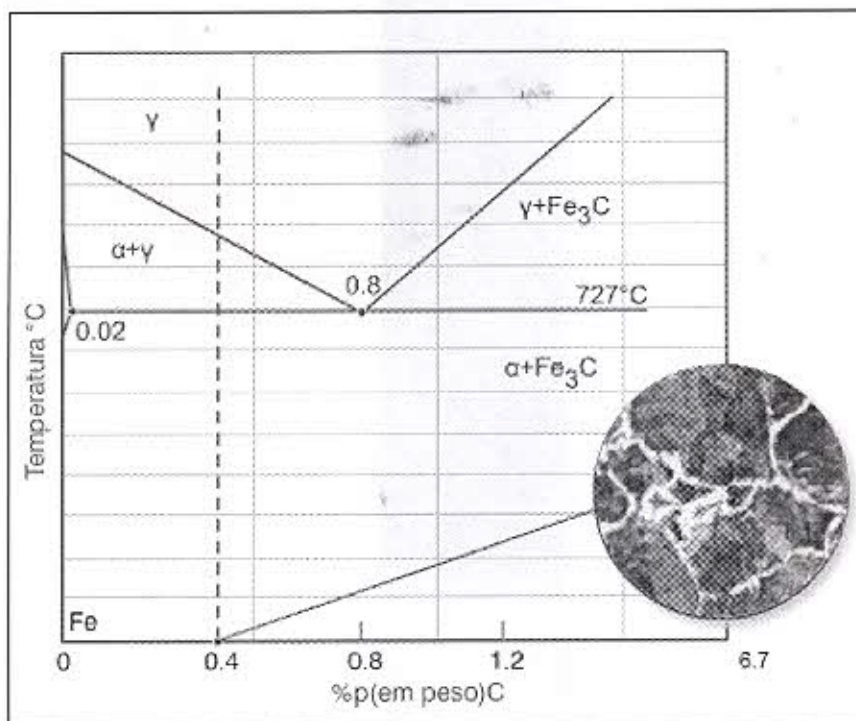 γ
γ+Fe₃C
α+γ
0.8
727°C
0.02
α+Fe₃C
Temperatura °C
Fe
0
0.4
0.8
1.2
6.7
%p(em peso)C